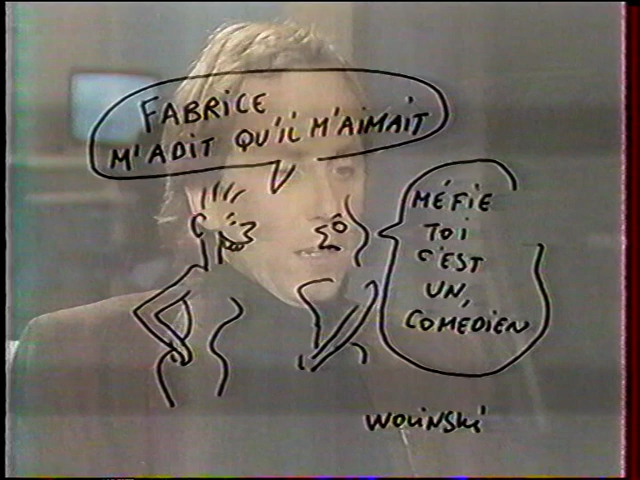 FABRICE
M'A DIT QU'IL M'AIMAIT
MÉFIE
TOI
C'EST
UN,
COMEDIEN
WOLINSKI